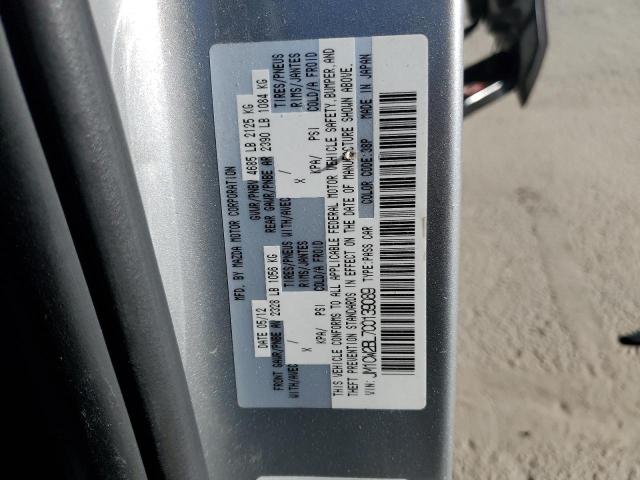 MFD. BY MAZDA MOTOR CORPORATION
DATE 05/12 GVWR/PNBV 4685 LB 2125 KG
FRONT GAWR/PNBE AV 2328 LB 1056 KG REAR GAWR/PNBE AR 2390 LB 1084 KG
WITH/AVEC / TIRES/PNEUS WITH/AVEC / TIRES/PNEUS
X RIMS/JANTES X RIMS/JANTES
KPA/ PSI COLD/A FROID KPA/ PSI COLD/A FROID
THIS VEHICLE CONFORMS TO ALL APPLICABLE FEDERAL MOTOR VEHICLE SAFETY, BUMPER, AND
THEFT PREVENTION STANDARDS IN EFFECT ON THE DATE OF MANUFACTURE SHOWN ABOVE.
VIN: JM1CW2BL7C0139089 TYPE:PASS CAR COLOR CODE:38P MADE IN JAPAN